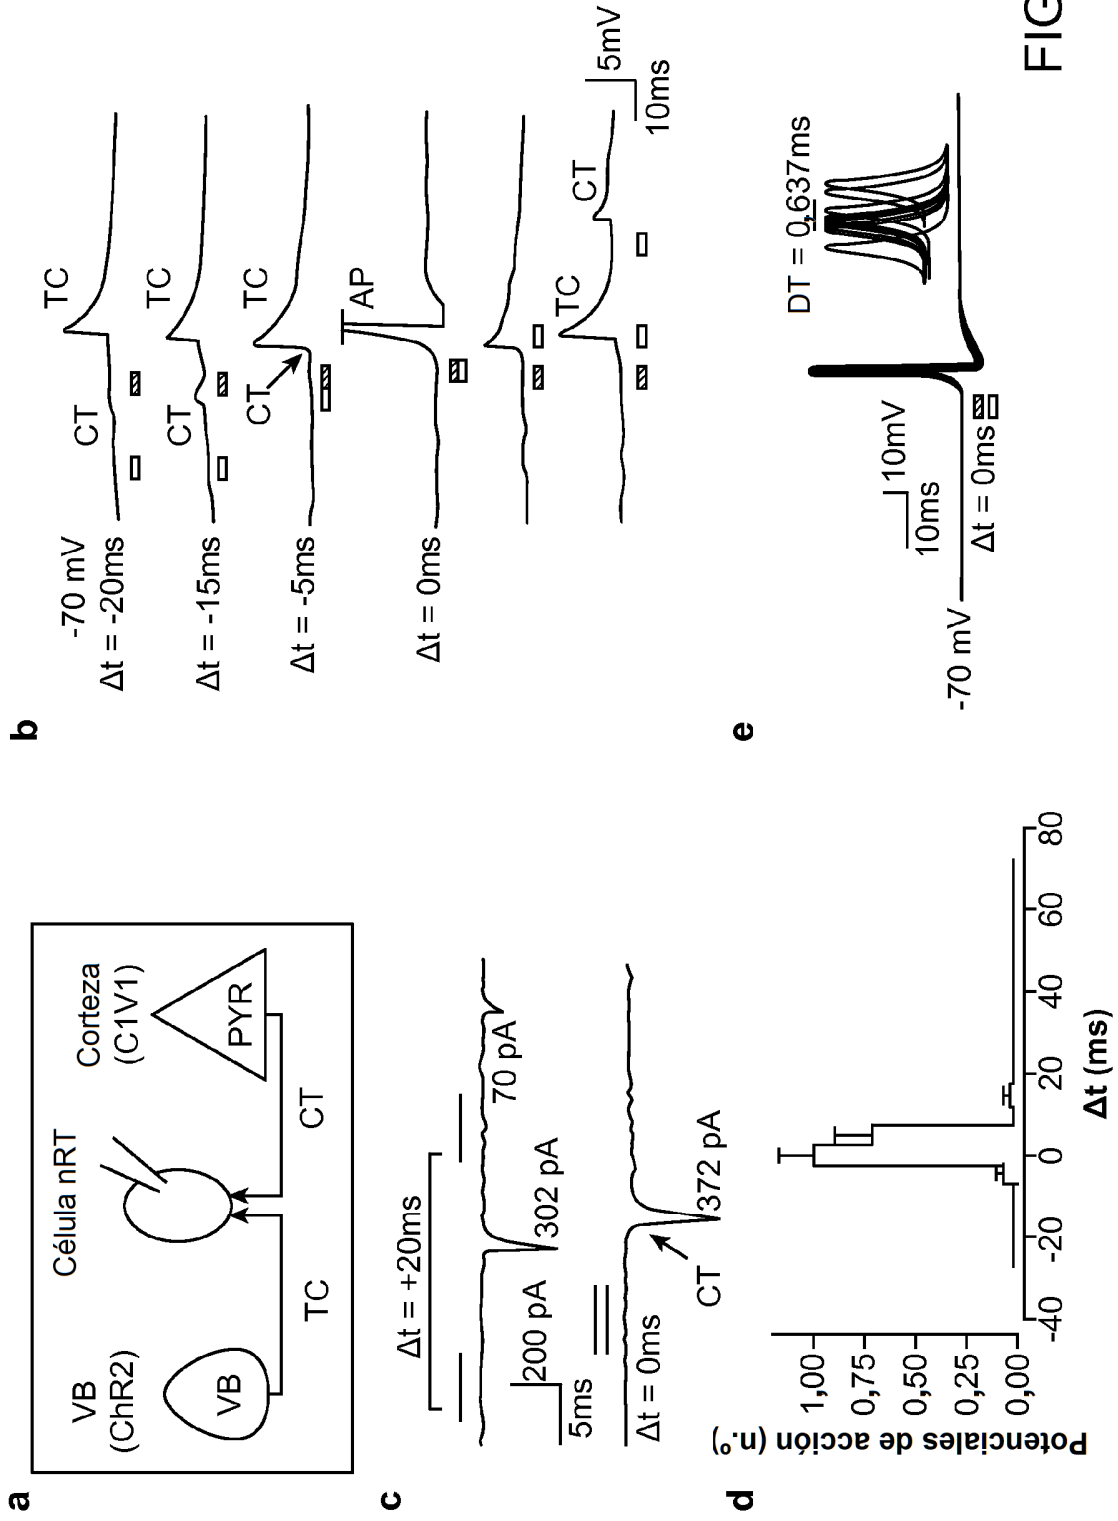 a
VB
(ChR2)
Célula nRT
Corteza
(C1V1)
VB
PYR
TC
CT
b
-70 mV
Δt = -20ms
CT
TC
Δt = -15ms
CT
TC
Δt = -5ms
CT
TC
Δt = 0ms
AP
TC
CT
5mV
10ms
c
Δt = +20ms
70 pA
302 pA
200 pA
5ms
Δt = 0ms
CT
372 pA
d
Potenciales de acción (n.º)
1,00
0,75
0,50
0,25
0,00
-40
-20
0
20
40
60
80
Δt (ms)
e
DT = 0,637ms
10mV
10ms
-70 mV
Δt = 0ms
FIG